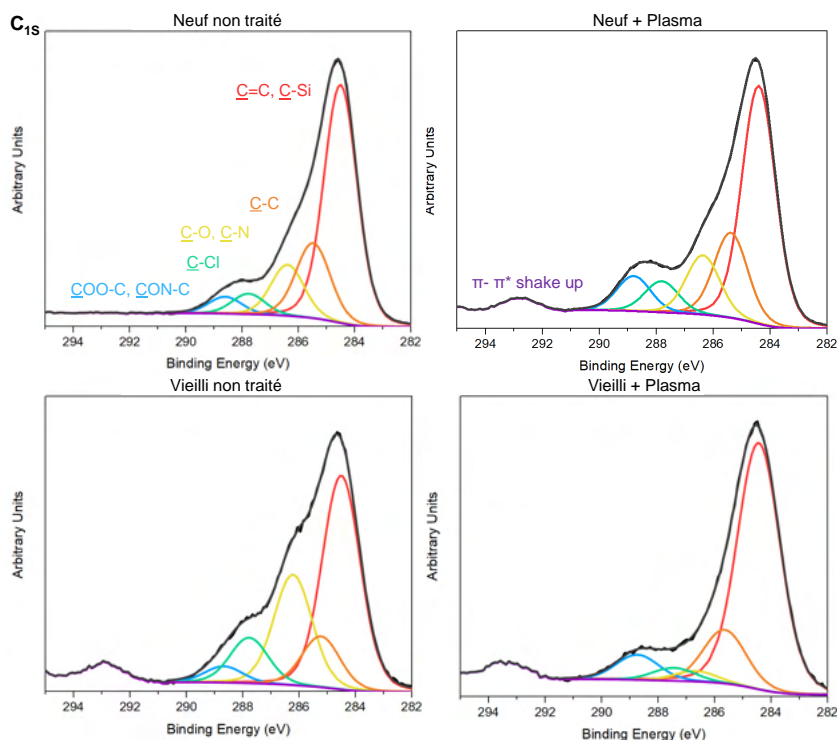 C1S
Neuf non traité
Neuf + Plasma
Arbitrary Units
C=C, C-Si
C-C
C-O, C-N
C-Cl
COO-C, CON-C
294 292 290 288 286 284 282
Binding Energy (eV)
Arbitrary Units
π- π* shake up
294 292 290 288 286 284 282
Binding Energy (eV)
Vieilli non traité
Vieilli + Plasma
Arbitrary Units
294 292 290 288 286 284 282
Binding Energy (eV)
Arbitrary Units
294 292 290 288 286 284 282
Binding Energy (eV)